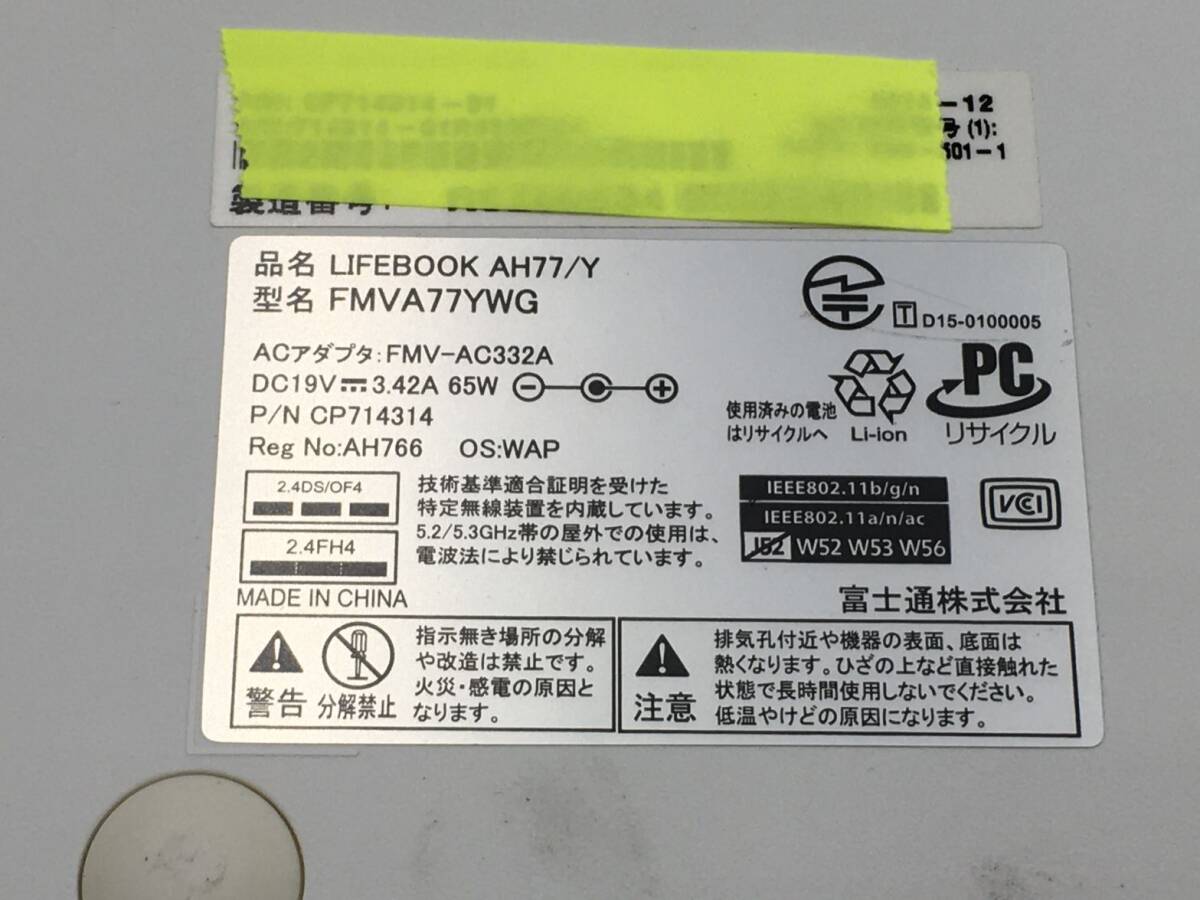 -12
号(1):
601-1
製造番号:
品名 LIFEBOOK AH77/Y
型名 FMVA77YWG
ACアダプタ:FMV-AC332A
DC19V 3.42A 65W
P/N CP714314
Reg No:AH766 OS:WAP
T D15-0100005
PC
リサイクル
使用済みの電池
はリサイクルへ
Li-ion
2.4DS/OF4
2.4FH4
技術基準適合証明を受けた
特定無線装置を内蔵しています。
5.2/5.3GHz帯の屋外での使用は、
電波法により禁じられています。
IEEE802.11b/g/n
IEEE802.11a/n/ac
J52 W52 W53 W56
VCCI
MADE IN CHINA
富士通株式会社
警告
分解禁止
指示無き場所の分解
や改造は禁止です。
火災・感電の原因と
なります。
注意
排気孔付近や機器の表面、底面は
熱くなります。ひざの上など直接触れた
状態で長時間使用しないでください。
低温やけどの原因になります。